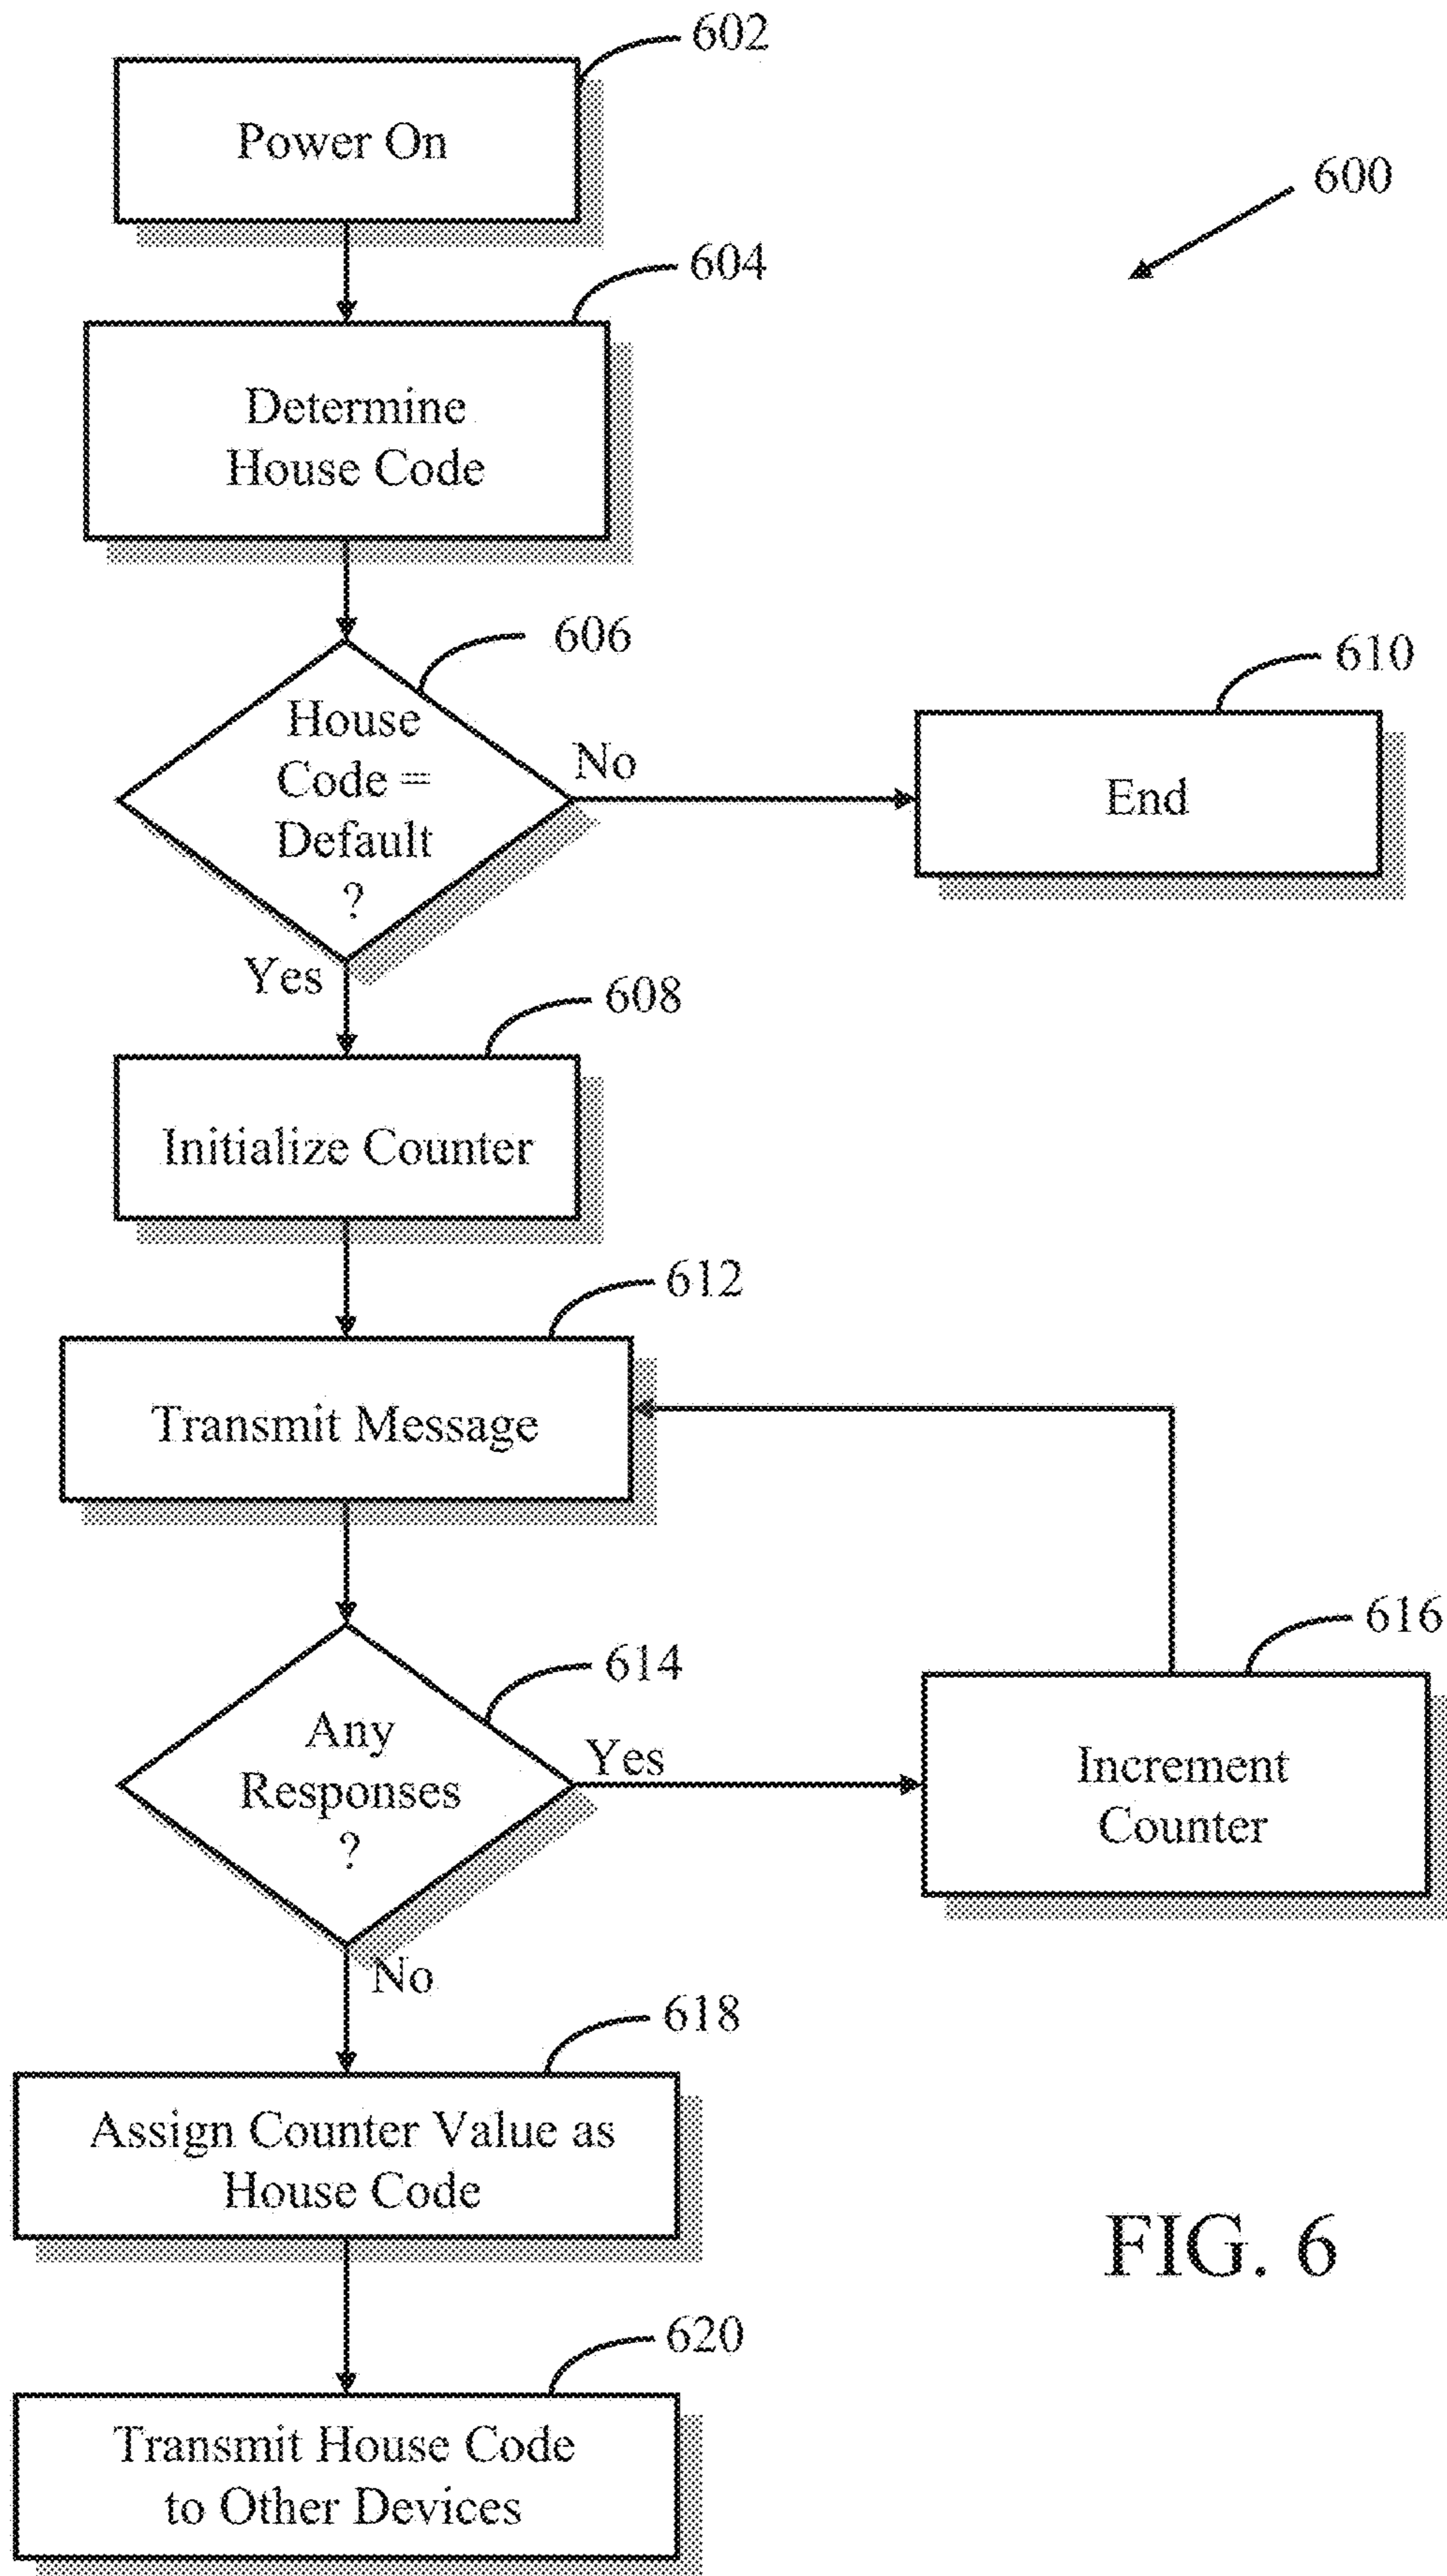 602
Power On
600
604
Determine
House Code
606
House
Code =
Default
?
No
610
End
Yes
608
Initialize Counter
612
Transmit Message
614
Any
Responses
?
Yes
616
Increment
Counter
No
618
Assign Counter Value as
House Code
FIG. 6
620
Transmit House Code
to Other Devices